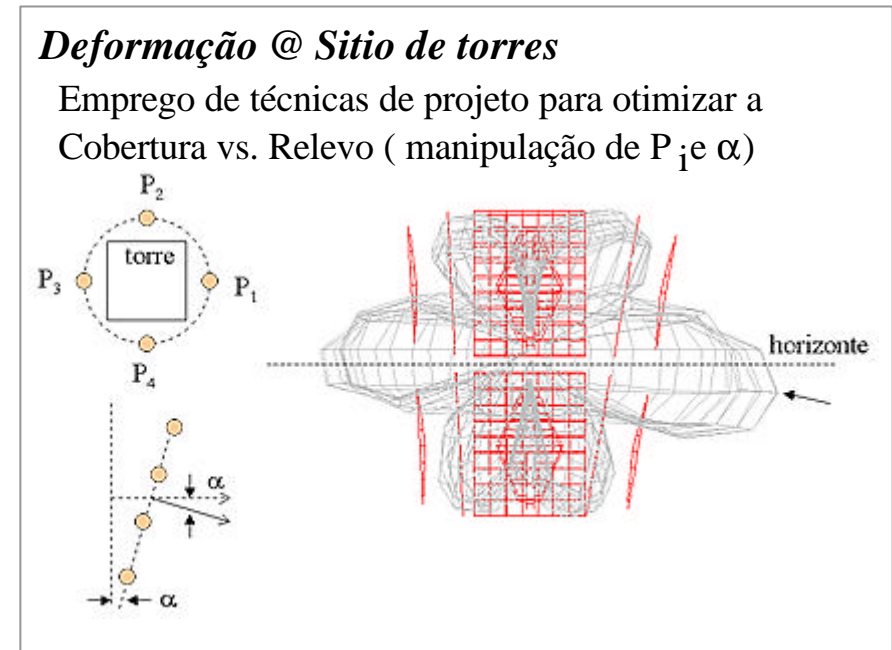 Deformação @ Sitio de torres
Emprego de técnicas de projeto para otimizar a
Cobertura vs. Relevo ( manipulação de P i e α)
P2
torre
P3
P1
P4
horizonte
α
α